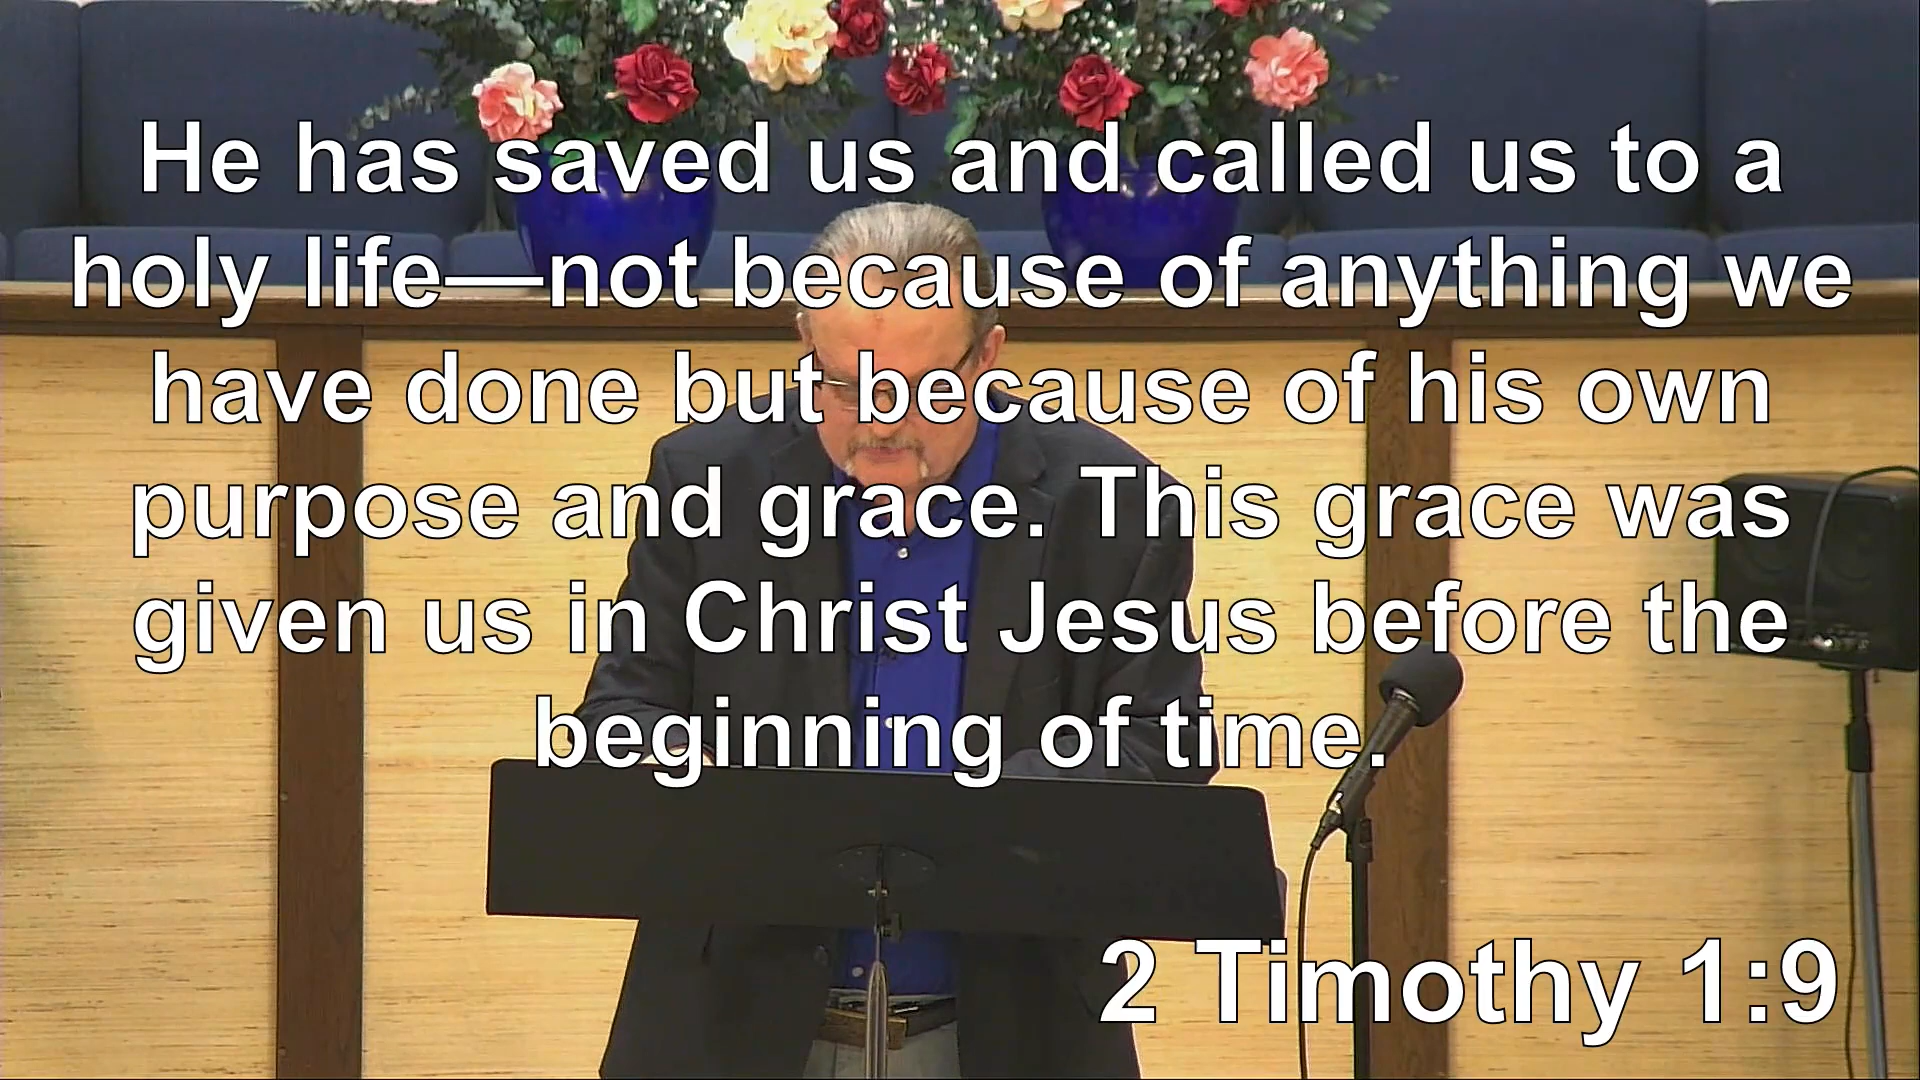 He has saved us and called us to a
holy life—not because of anything we
have done but because of his own
purpose and grace. This grace was
given us in Christ Jesus before the
beginning of time.
2 Timothy 1:9